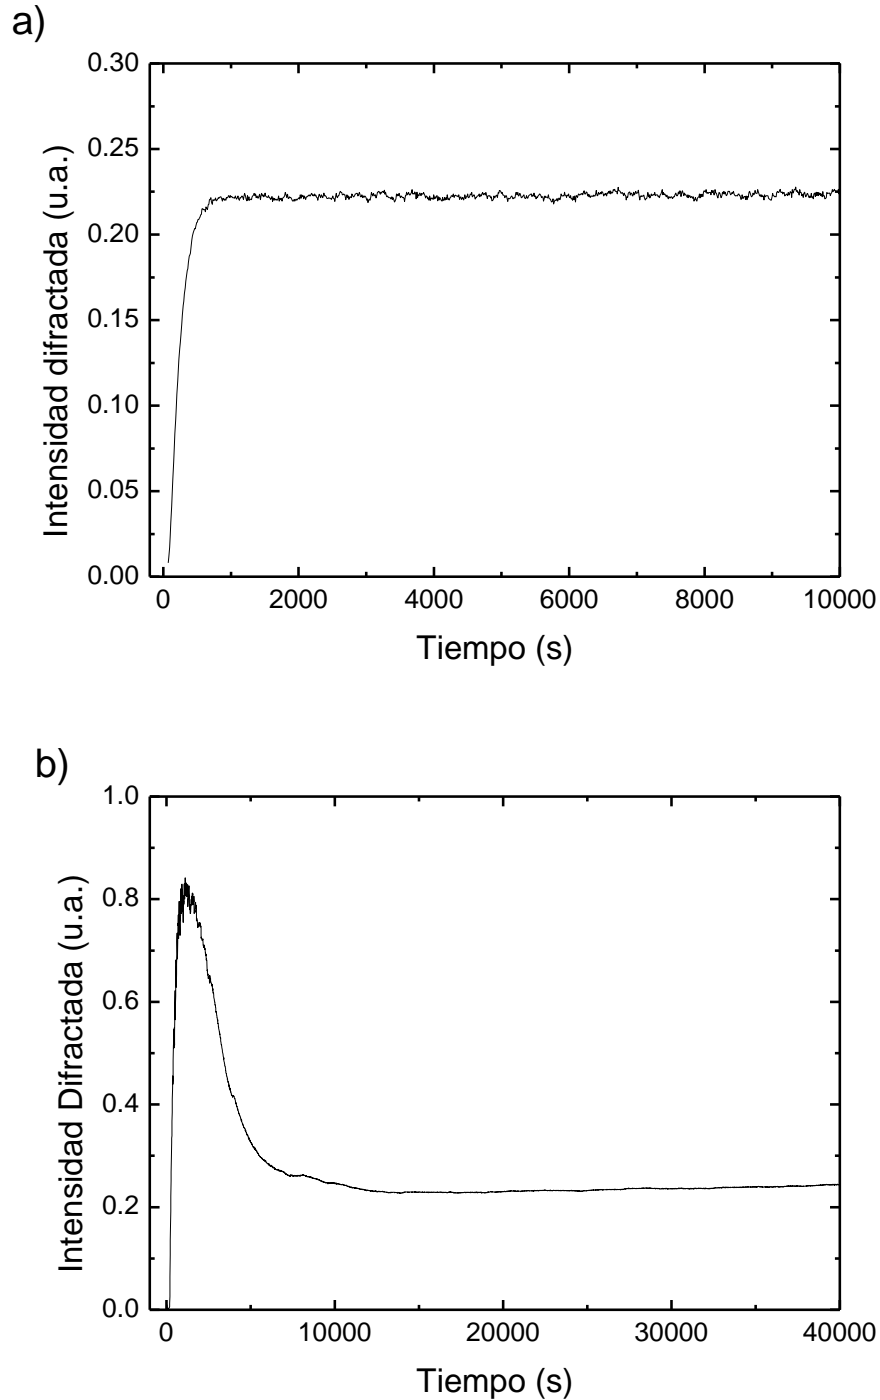 a)
0.30
0.25
0.20
0.15
0.10
0.05
0.00
Intensidad difractada (u.a.)
0 2000 4000 6000 8000 10000
Tiempo (s)
b)
1.0
0.8
0.6
0.4
0.2
0.0
Intensidad Difractada (u.a.)
0 10000 20000 30000 40000
Tiempo (s)